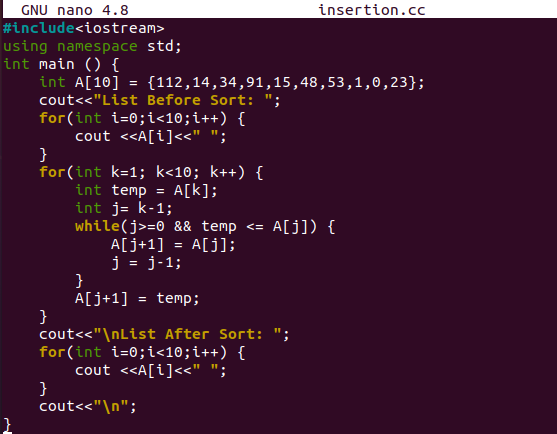 GNU nano 4.8 insertion.cc
#include<iostream>
using namespace std;
int main () {
    int A[10] = {112,14,34,91,15,48,53,1,0,23};
    cout<<"List Before Sort: ";
    for(int i=0;i<10;i++) {
        cout <<A[i]<<" ";
    }
    for(int k=1; k<10; k++) {
        int temp = A[k];
        int j= k-1;
        while(j>=0 && temp <= A[j]) {
            A[j+1] = A[j];
            j = j-1;
        }
        A[j+1] = temp;
    }
    cout<<"\nList After Sort: ";
    for(int i=0;i<10;i++) {
        cout <<A[i]<<" ";
    }
    cout<<"\n";
}